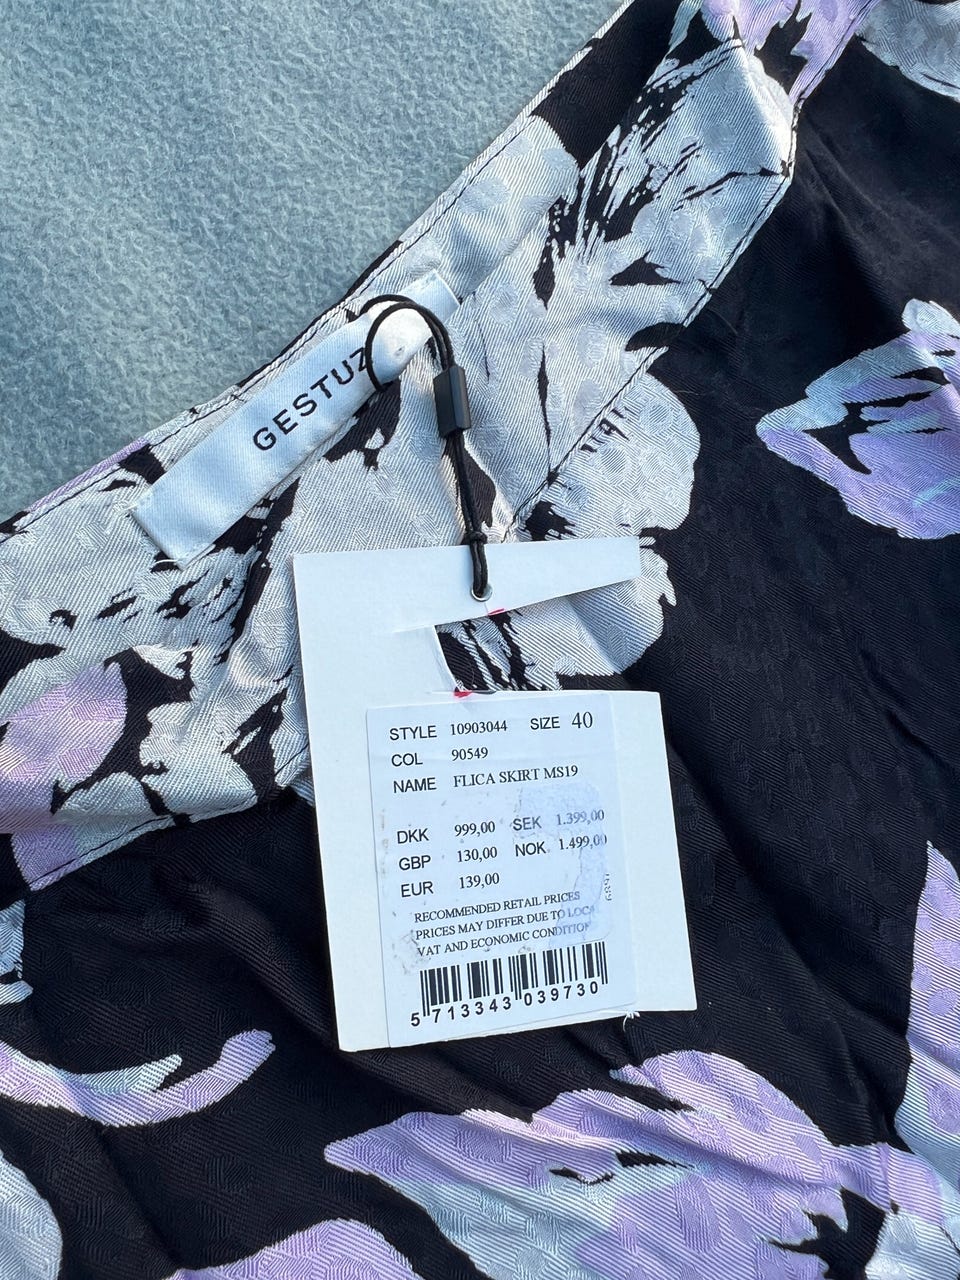 GESTUZ
STYLE 10903044 SIZE 40
COL 90549
NAME FLICA SKIRT MS19
DKK 999,00 SEK 1.399,00
GBP 130,00 NOK 1.499,00
EUR 139,00
RECOMMENDED RETAIL PRICES
PRICES MAY DIFFER DUE TO
VAT AND ECONOMIC
5 713343 039730